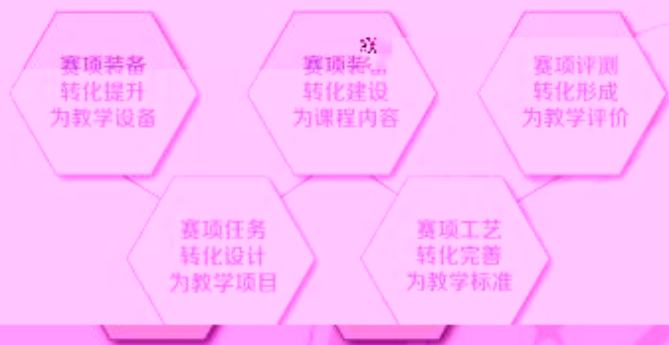 赛项装备
转化提升
为教学设备
赛项装
转化建设
为课程内容
赛项评测
转化形成
为教学评价
赛项任务
转化设计
为教学项目
赛项工艺
转化完善
为教学标准